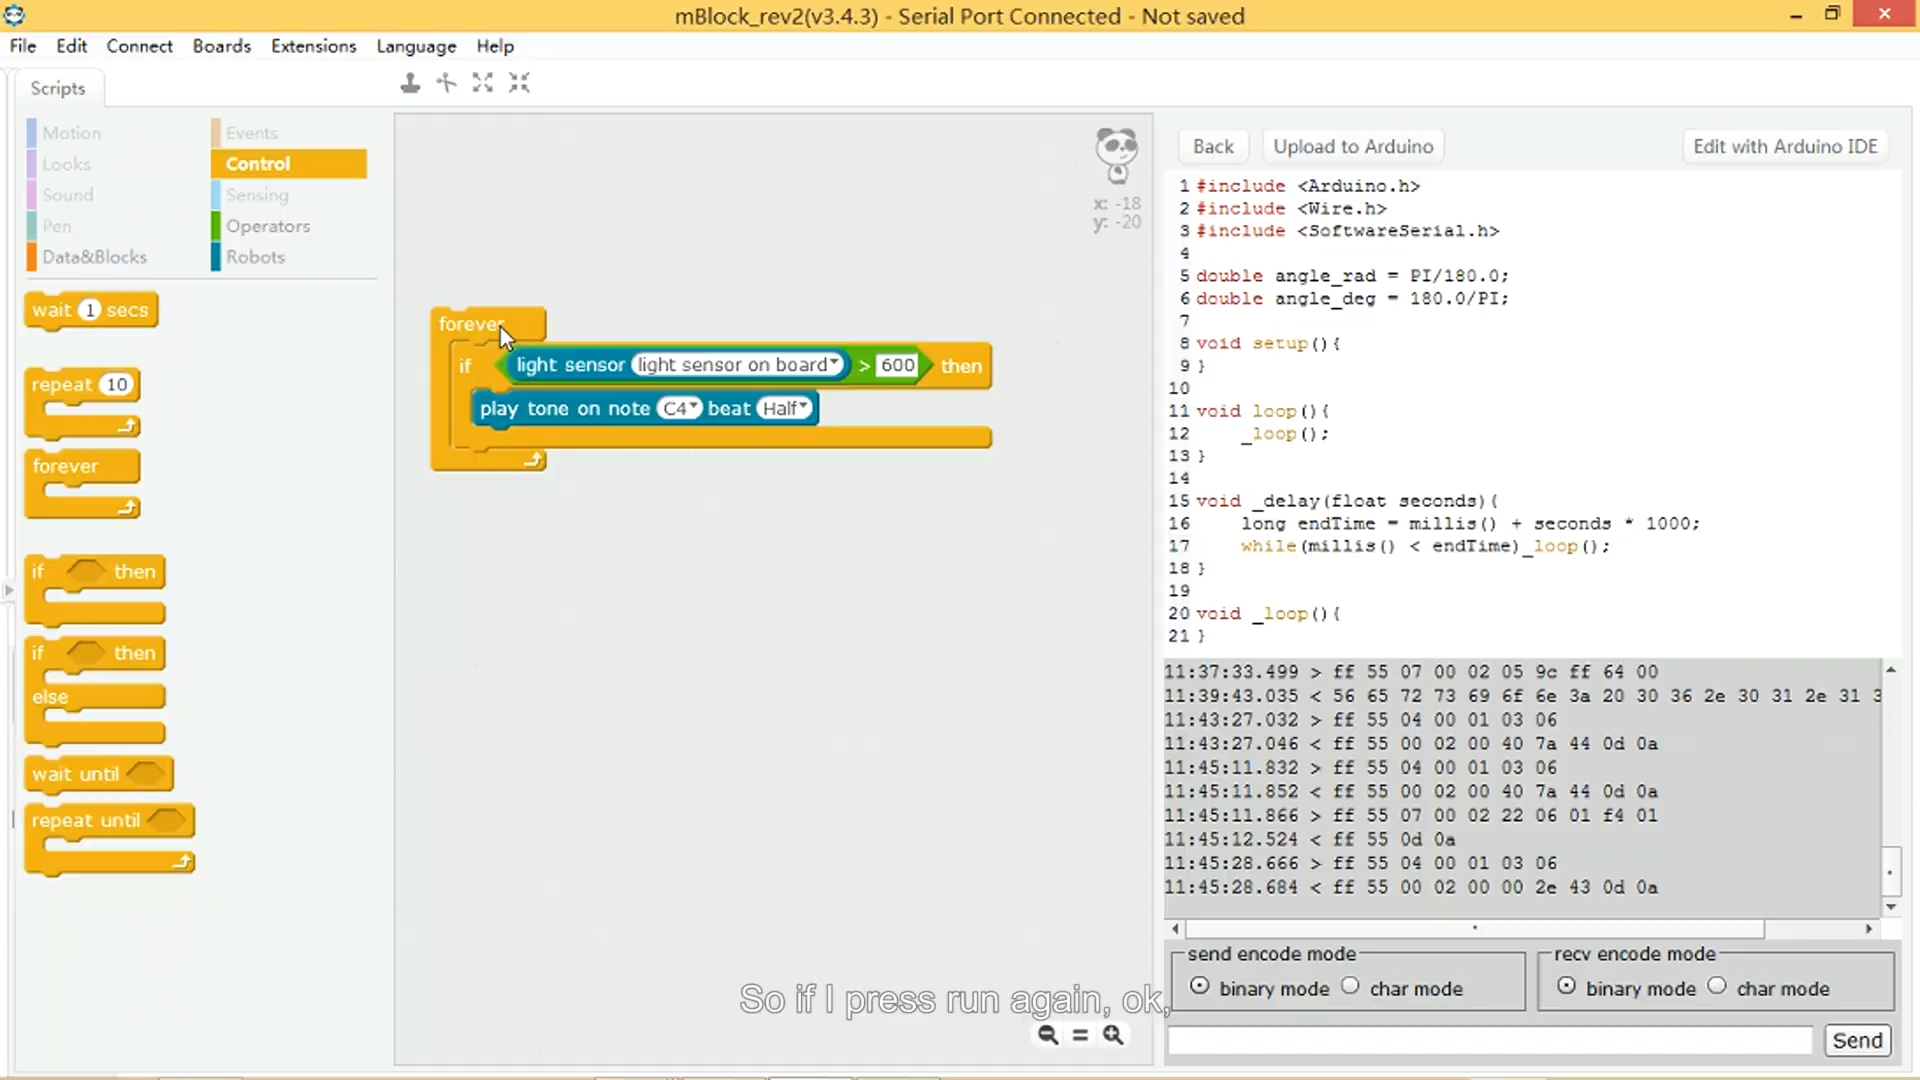 mBlock_rev2(v3.4.3) - Serial Port Connected - Not saved
File Edit Connect Boards Extensions Language Help
Scripts
Motion
Looks
Sound
Pen
Data&Blocks
Events
Control
Sensing
Operators
Robots
wait 1 secs
repeat 10
forever
if then
if then
else
wait until
repeat until
x: -18
y: -20
forever
if light sensor light sensor on board > 600 then
play tone on note C4 beat Half
Back Upload to Arduino Edit with Arduino IDE
1 #include <Arduino.h>
2 #include <Wire.h>
3 #include <SoftwareSerial.h>
4
5 double angle_rad = PI/180.0;
6 double angle_deg = 180.0/PI;
7
8 void setup(){
9 }
10
11 void loop(){
12 _loop();
13 }
14
15 void _delay(float seconds){
16 long endTime = millis() + seconds * 1000;
17 while(millis() < endTime)_loop();
18 }
19
20 void _loop(){
21 }
11:37:33.499 > ff 55 07 00 02 05 9c ff 64 00
11:39:43.035 < 56 65 72 73 69 6f 6e 3a 20 30 36 2e 30 31 2e 31 3
11:43:27.032 > ff 55 04 00 01 03 06
11:43:27.046 < ff 55 00 02 00 40 7a 44 0d 0a
11:45:11.832 > ff 55 04 00 01 03 06
11:45:11.852 < ff 55 00 02 00 40 7a 44 0d 0a
11:45:11.866 > ff 55 07 00 02 22 06 01 f4 01
11:45:12.524 < ff 55 0d 0a
11:45:28.666 > ff 55 04 00 01 03 06
11:45:28.684 < ff 55 00 02 00 00 2e 43 0d 0a
send encode mode
binary mode char mode
recv encode mode
binary mode char mode
Send
So if I press run again, ok,